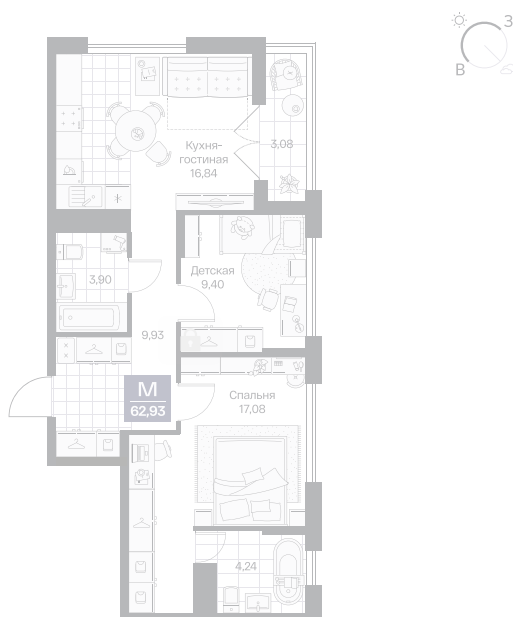 З
В
Кухня-
гостиная
16,84
3,08
3,90
Детская
9,40
9,93
М
62,93
Спальня
17,08
4,24